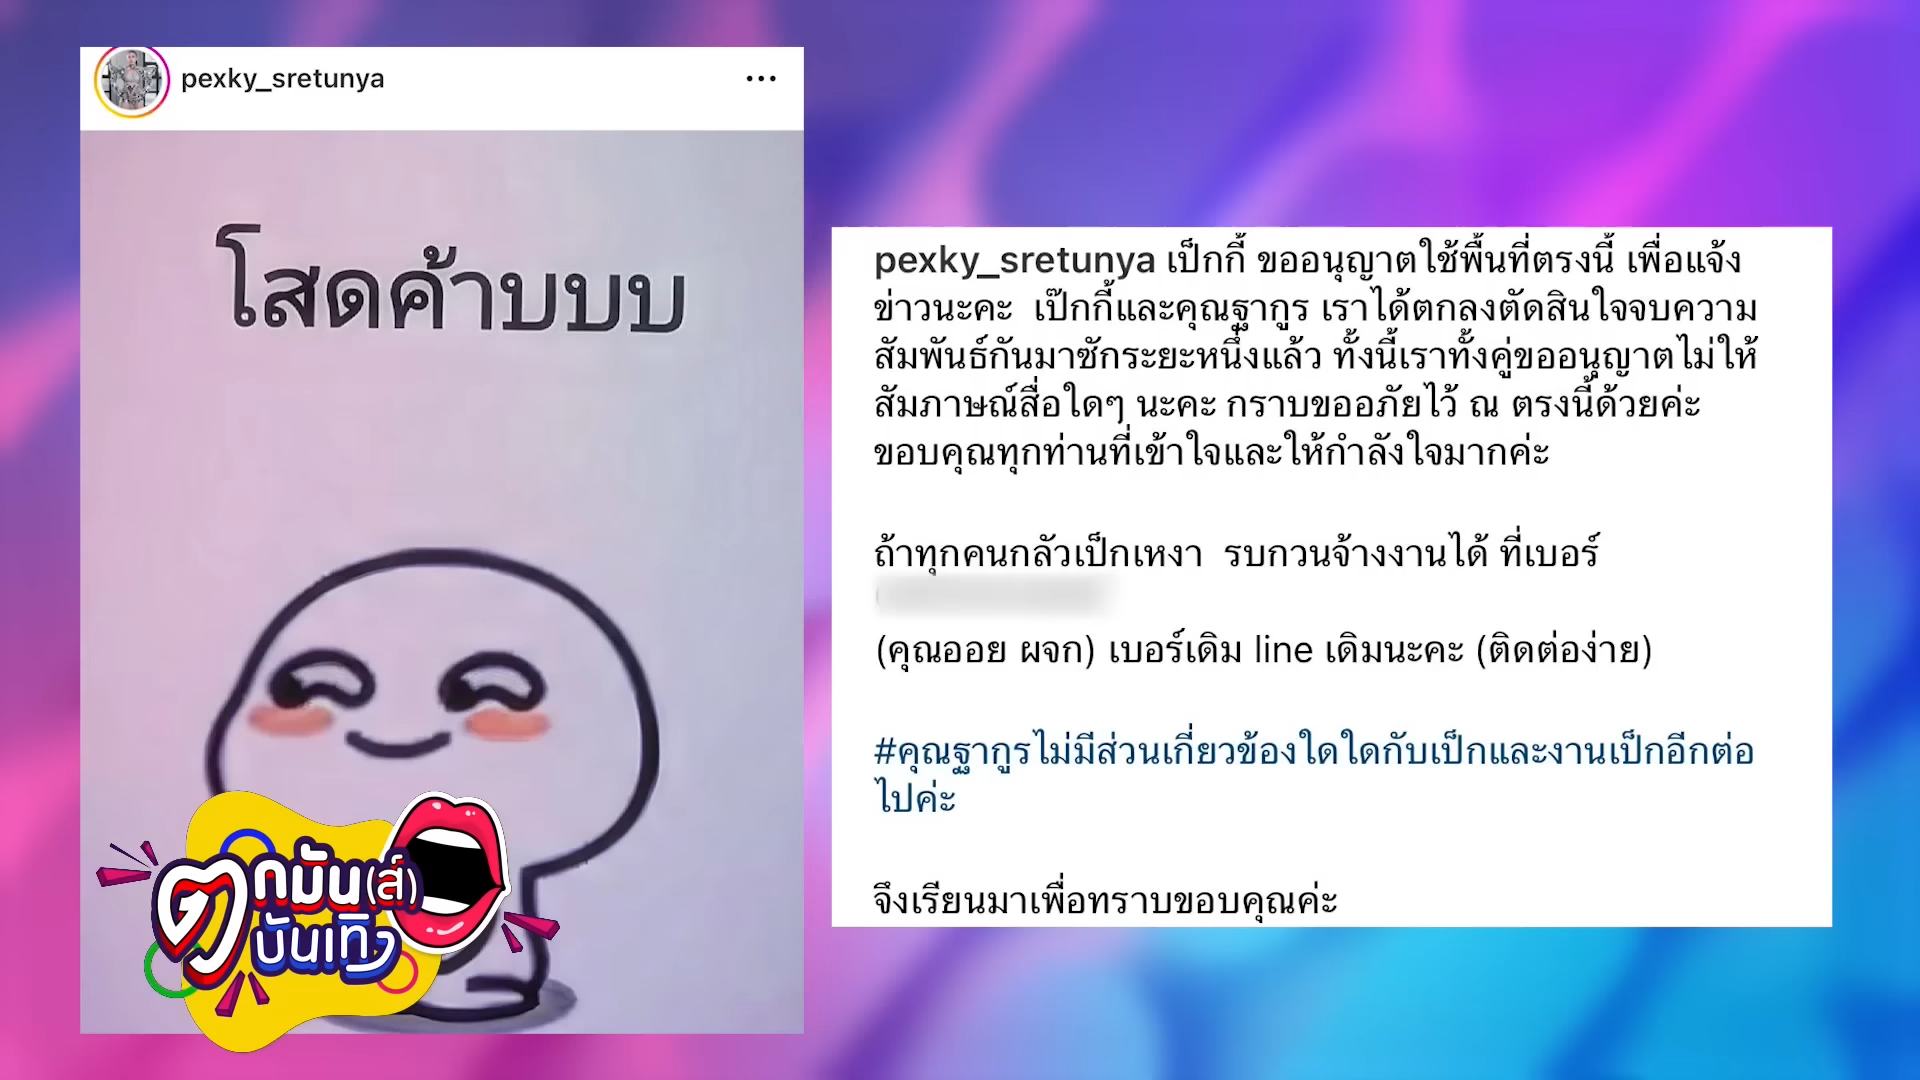 pexky_sretunya
โสดค้าบบบ
ตกมัน(ส์)
บันเทิง
pexky_sretunya เป็กกี้ ขออนุญาตใช้พื้นที่ตรงนี้ เพื่อแจ้ง
ข่าวนะคะ เป๊กกี้และคุณฐากูร เราได้ตกลงตัดสินใจจบความ
สัมพันธ์กันมาซักระยะหนึ่งแล้ว ทั้งนี้เราทั้งคู่ขออนุญาตไม่ให้
สัมภาษณ์สื่อใดๆ นะคะ กราบขออภัยไว้ ณ ตรงนี้ด้วยค่ะ
ขอบคุณทุกท่านที่เข้าใจและให้กำลังใจมากค่ะ
ถ้าทุกคนกลัวเป็กเหงา รบกวนจ้างงานได้ ที่เบอร์
(คุณออย ผจก) เบอร์เดิม line เดิมนะคะ (ติดต่อง่าย)
#คุณฐากูรไม่มีส่วนเกี่ยวข้องใดใดกับเป็กและงานเป็กอีกต่อ
ไปค่ะ
จึงเรียนมาเพื่อทราบขอบคุณค่ะ